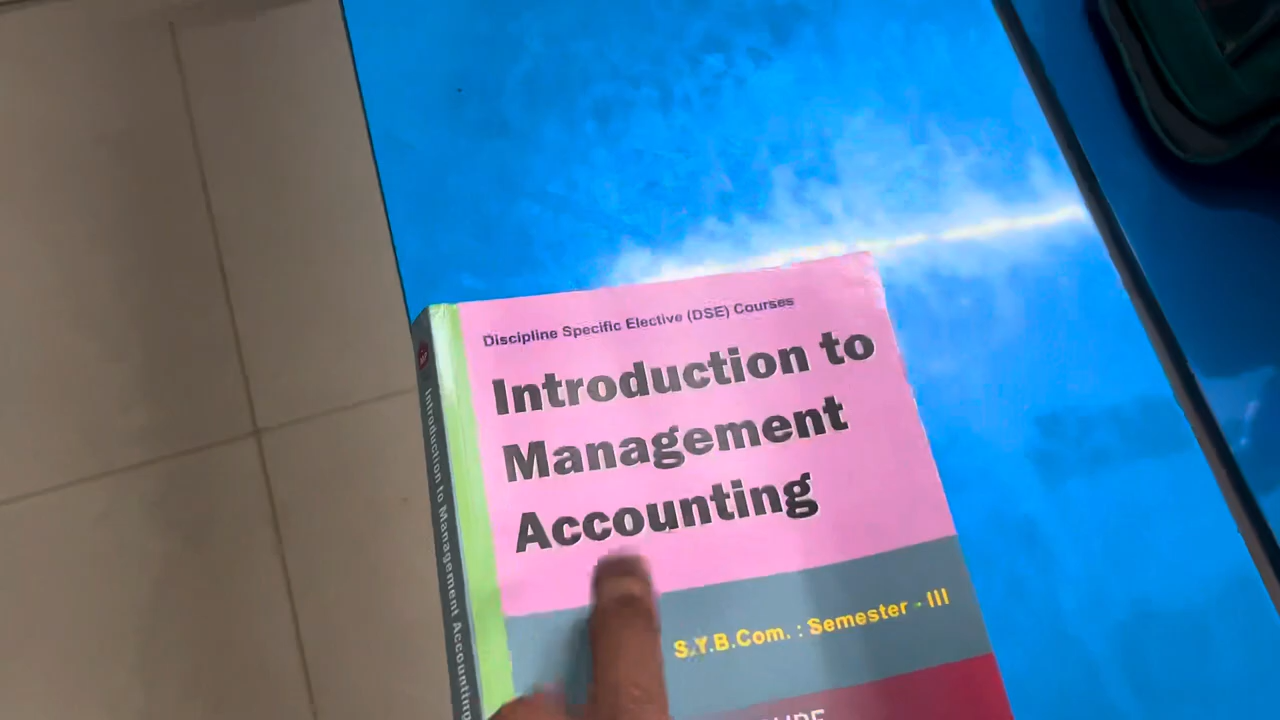 Discipline Specific Elective (DSE) Courses
Introduction to
Management
Accounting
S.Y.B.Com. : Semester - III
Introduction to Management Accounting